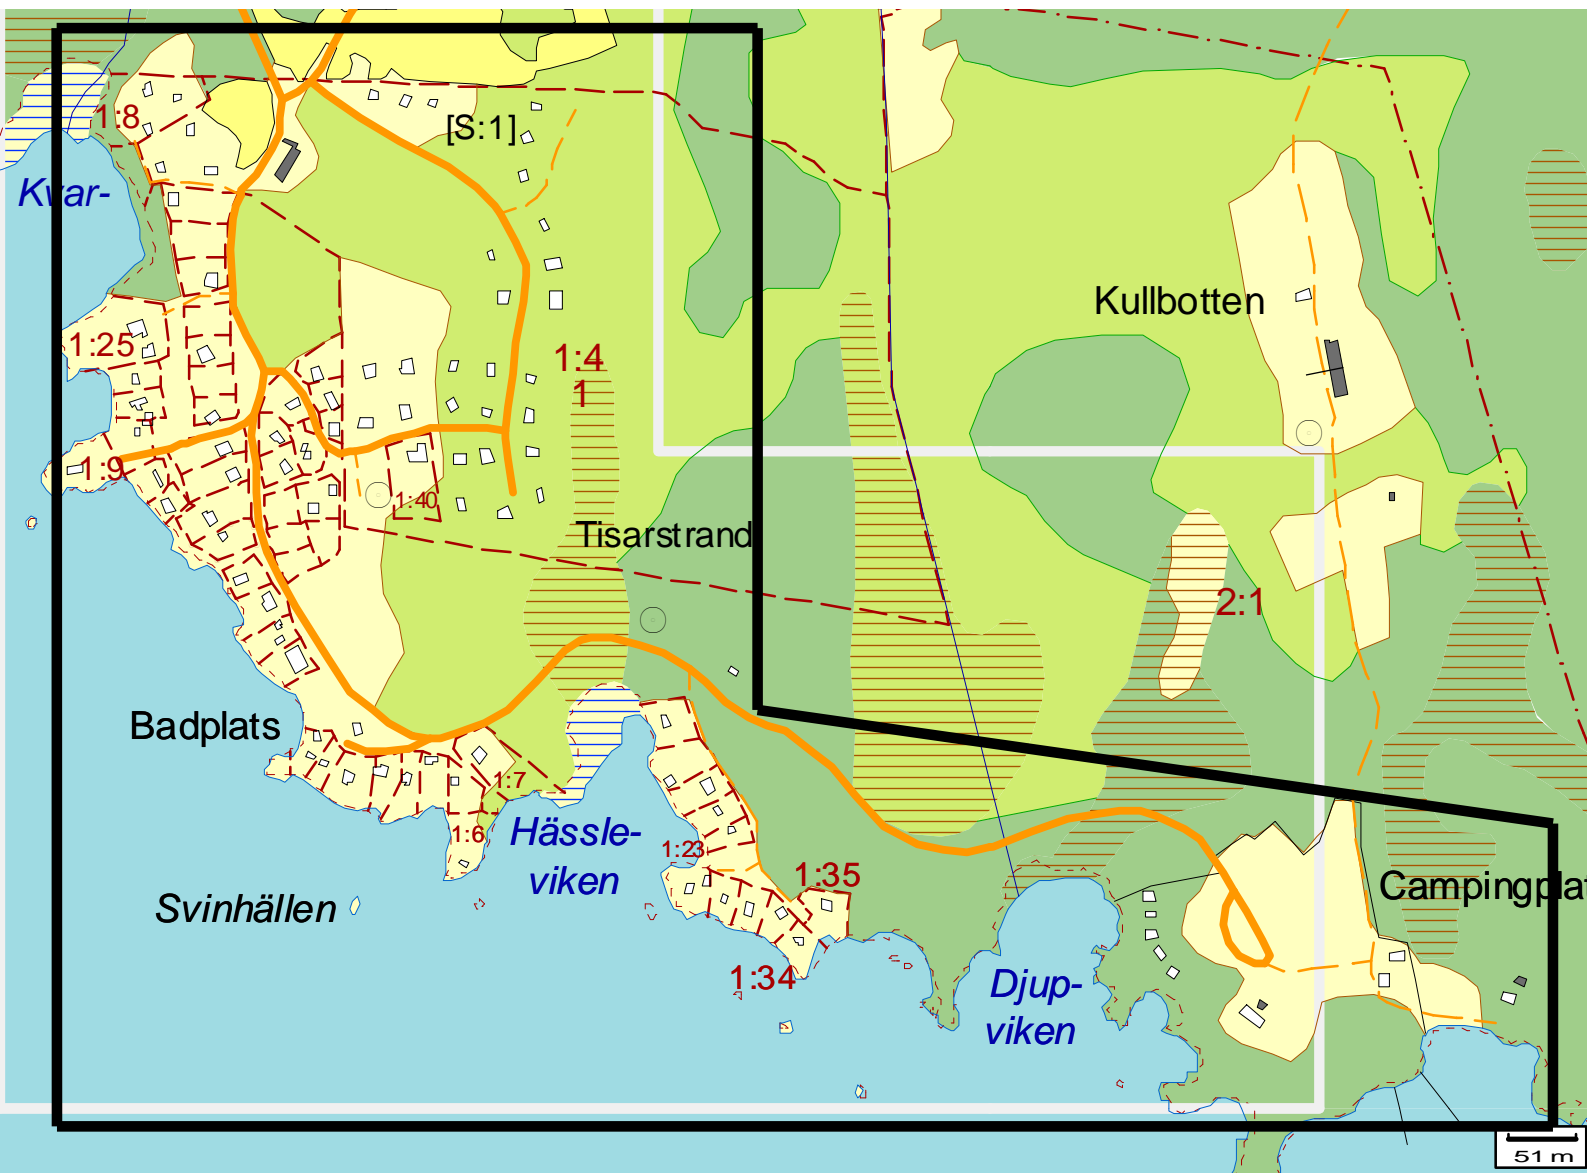 1:8
[S:1]
Kvar-
Kullbotten
1:25
1:4
1
1:9
1:40
Tisarstrand
2:1
Badplats
1:7
1:6
Hässle-
viken
1:23
1:35
Campingplat
Svinhällen
1:34
Djup-
viken
51 m